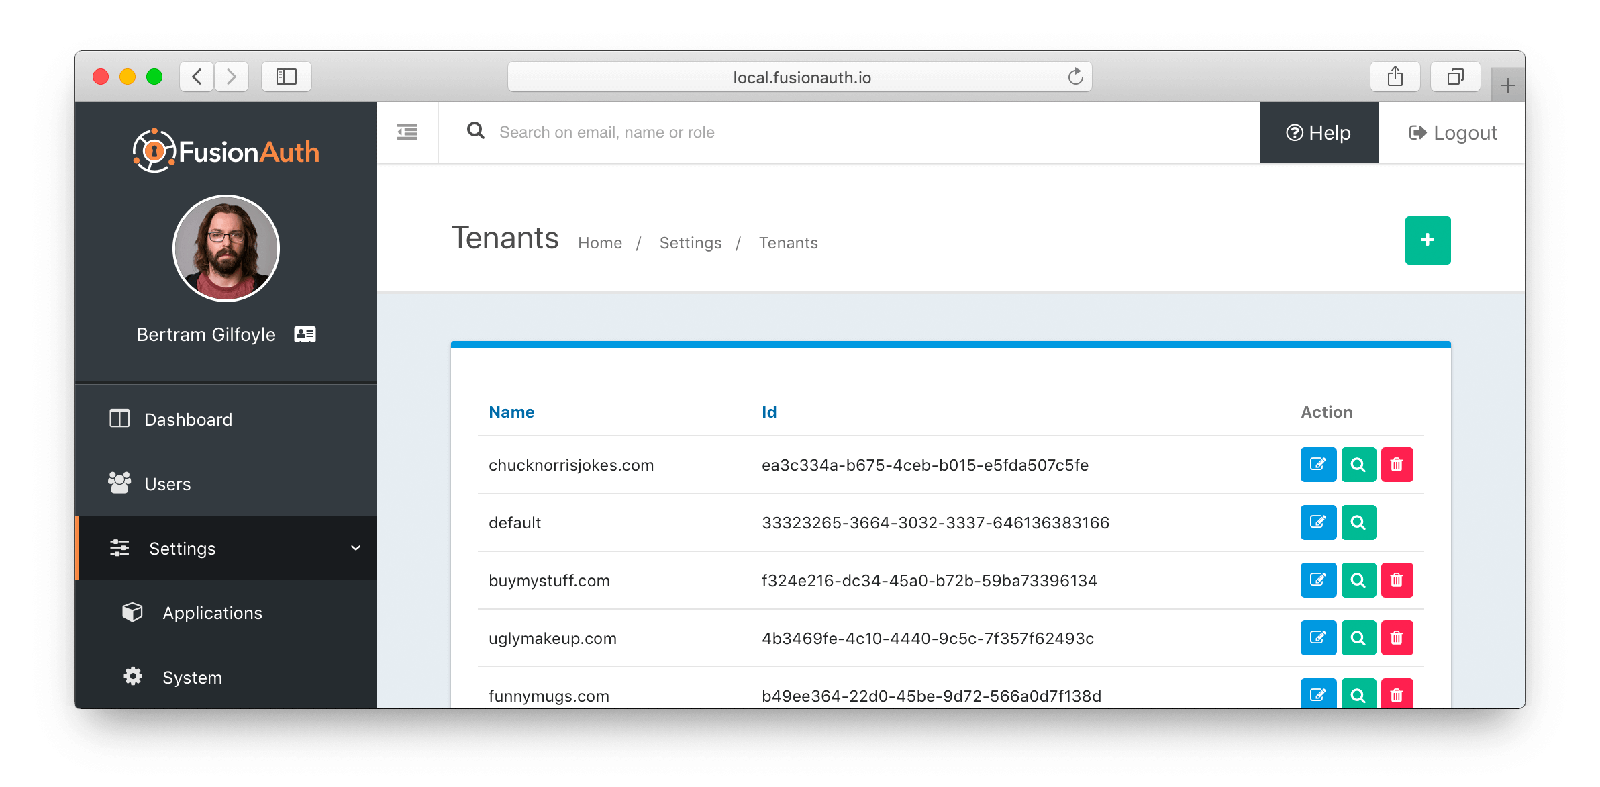 local.fusionauth.io
FusionAuth
Search on email, name or role
Help
Logout
Bertram Gilfoyle
Tenants Home / Settings / Tenants
Dashboard
Users
Settings
Applications
System
Name Id Action
chucknorrisjokes.com ea3c334a-b675-4ceb-b015-e5fda507c5fe
default 33323265-3664-3032-3337-646136383166
buymystuff.com f324e216-dc34-45a0-b72b-59ba73396134
uglymakeup.com 4b3469fe-4c10-4440-9c5c-7f357f62493c
funnymugs.com b49ee364-22d0-45be-9d72-566a0d7f138d